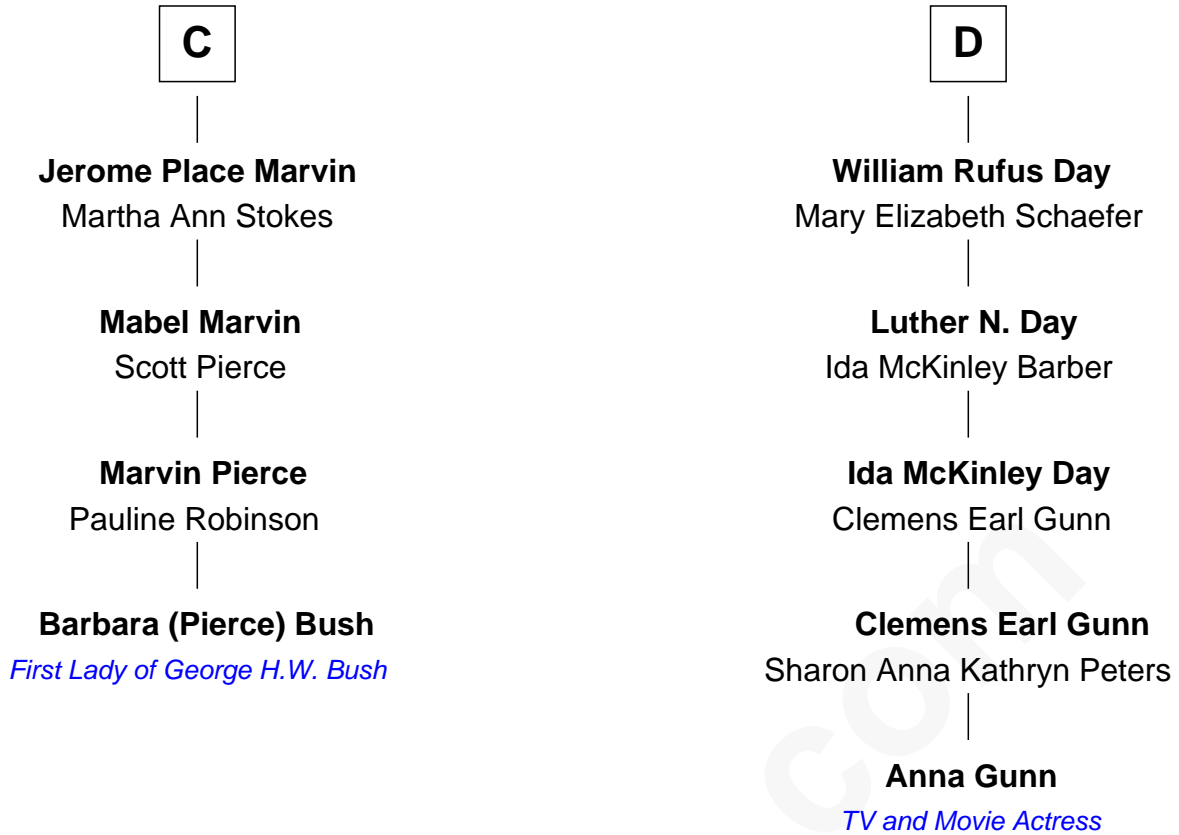 C
Jerome Place Marvin
Martha Ann Stokes
Mabel Marvin
Scott Pierce
Marvin Pierce
Pauline Robinson
Barbara (Pierce) Bush
First Lady of George H.W. Bush
D
William Rufus Day
Mary Elizabeth Schaefer
Luther N. Day
Ida McKinley Barber
Ida McKinley Day
Clemens Earl Gunn
Clemens Earl Gunn
Sharon Anna Kathryn Peters
Anna Gunn
TV and Movie Actress
com